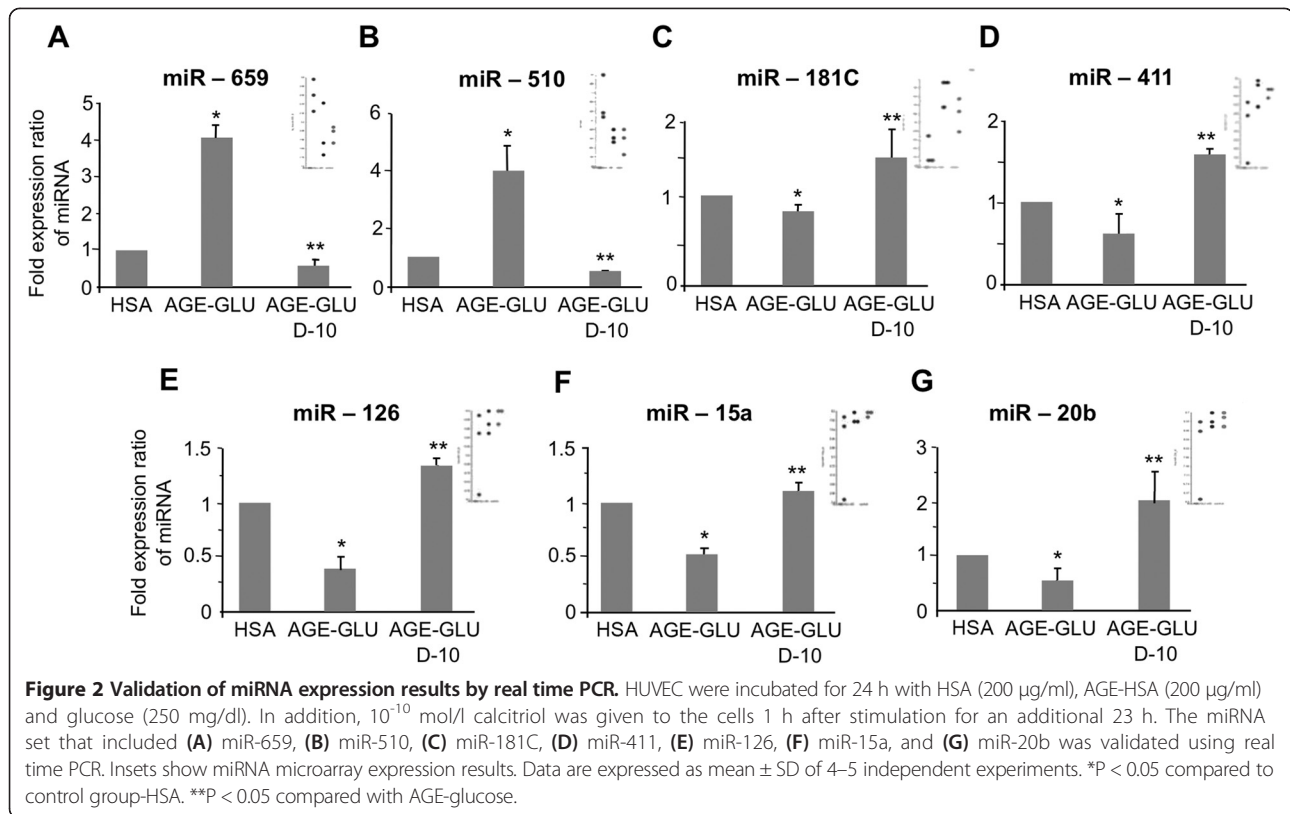 A
B
C
D
miR – 659
miR – 510
miR – 181C
miR – 411
Fold expression ratio
of miRNA
5
4
3
2
1
0
*
**
HSA AGE-GLU AGE-GLU
D-10
6
4
2
0
*
**
HSA AGE-GLU AGE-GLU
D-10
2
1
0
*
**
HSA AGE-GLU AGE-GLU
D-10
2
1
0
*
**
HSA AGE-GLU AGE-GLU
D-10
E
F
G
miR – 126
miR – 15a
miR – 20b
Fold expression ratio
of miRNA
1.5
1
0.5
0
*
**
HSA AGE-GLU AGE-GLU
D-10
1.5
1
0.5
0
*
**
HSA AGE-GLU AGE-GLU
D-10
3
2
1
0
*
**
HSA AGE-GLU AGE-GLU
D-10
Figure 2 Validation of miRNA expression results by real time PCR. HUVEC were incubated for 24 h with HSA (200 μg/ml), AGE-HSA (200 μg/ml)
and glucose (250 mg/dl). In addition, 10⁻¹⁰ mol/l calcitriol was given to the cells 1 h after stimulation for an additional 23 h. The miRNA
set that included (A) miR-659, (B) miR-510, (C) miR-181C, (D) miR-411, (E) miR-126, (F) miR-15a, and (G) miR-20b was validated using real
time PCR. Insets show miRNA microarray expression results. Data are expressed as mean ± SD of 4–5 independent experiments. *P < 0.05 compared to
control group-HSA. **P < 0.05 compared with AGE-glucose.